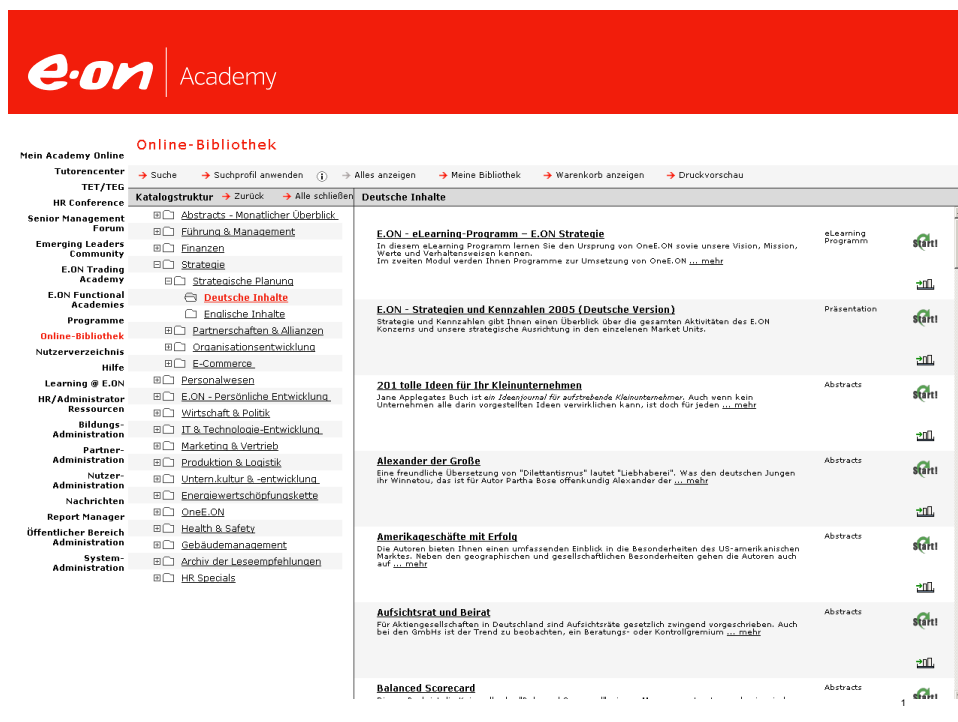 e·on Academy
Online-Bibliothek
Mein Academy Online
Tutorencenter
TET/TEG
HR Conference
Senior Management
Forum
Emerging Leaders
Community
E.ON Trading
Academy
E.ON Functional
Academies
Programme
Online-Bibliothek
Nutzerverzeichnis
Hilfe
Learning @ E.ON
HR/Administrator
Ressourcen
Bildungs-
Administration
Partner-
Administration
Nutzer-
Administration
Nachrichten
Report Manager
Öffentlicher Bereich
Administration
System-
Administration
Suche Suchprofil anwenden i Alles anzeigen Meine Bibliothek Warenkorb anzeigen Druckvorschau
Katalogstruktur Zurück Alle schließen
Abstracts - Monatlicher Überblick
Führung & Management
Finanzen
Strategie
Strategische Planung
Deutsche Inhalte
Englische Inhalte
Partnerschaften & Allianzen
Organisationsentwicklung
E-Commerce
Personalwesen
E.ON - Persönliche Entwicklung
Wirtschaft & Politik
IT & Technologie-Entwicklung
Marketing & Vertrieb
Produktion & Logistik
Untern.kultur & -entwicklung
Energiewertschöpfungskette
OneE.ON
Health & Safety
Gebäudemanagement
Archiv der Leseempfehlungen
HR Specials
Deutsche Inhalte
E.ON - eLearning-Programm – E.ON Strategie
In diesem eLearning Programm lernen Sie den Ursprung von OneE.ON sowie unsere Vision, Mission,
Werte und Verhaltensweisen kennen.
Im zweiten Modul werden Ihnen Programme zur Umsetzung von OneE.ON ... mehr
eLearning
Programm
Start!
E.ON - Strategien und Kennzahlen 2005 (Deutsche Version)
Strategie und Kennzahlen gibt Ihnen einen Überblick über die gesamten Aktivitäten des E.ON
Konzerns und unsere strategische Ausrichtung in den einzelenen Market Units.
Präsentation
Start!
201 tolle Ideen für Ihr Kleinunternehmen
Jane Applegates Buch ist ein Ideenjournal für aufstrebende Kleinunternehmer. Auch wenn kein
Unternehmen alle darin vorgestellten Ideen verwirklichen kann, ist doch für jeden ... mehr
Abstracts
Start!
Alexander der Große
Eine freundliche Übersetzung von "Dilettantismus" lautet "Liebhaberei". Was den deutschen Jungen
ihr Winnetou, das ist für Autor Partha Bose offenkundig Alexander der ... mehr
Abstracts
Start!
Amerikageschäfte mit Erfolg
Die Autoren bieten Ihnen einen umfassenden Einblick in die Besonderheiten des US-amerikanischen
Marktes. Neben den geographischen und gesellschaftlichen Besonderheiten gehen die Autoren auch
auf ... mehr
Abstracts
Start!
Aufsichtsrat und Beirat
Für Aktiengesellschaften in Deutschland sind Aufsichtsräte gesetzlich zwingend vorgeschrieben. Auch
bei den GmbHs ist der Trend zu beobachten, ein Beratungs- oder Kontrollgremium ... mehr
Abstracts
Start!
Balanced Scorecard
Abstracts
Start!
1